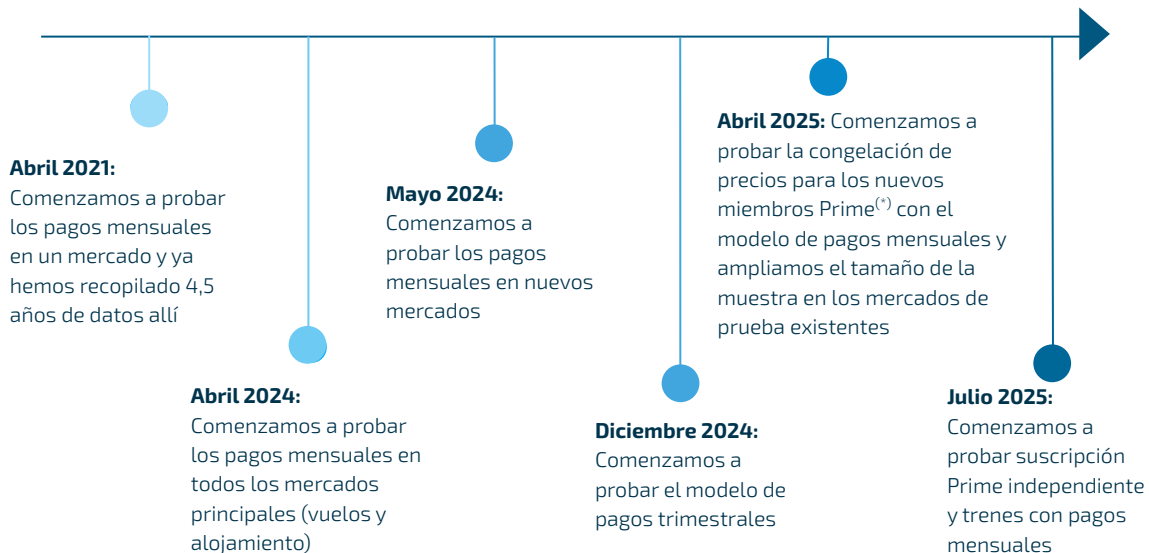 Abril 2021:
Comenzamos a probar
los pagos mensuales
en un mercado y ya
hemos recopilado 4,5
años de datos allí
Abril 2024:
Comenzamos a probar
los pagos mensuales en
todos los mercados
principales (vuelos y
alojamiento)
Mayo 2024:
Comenzamos a
probar los pagos
mensuales en nuevos
mercados
Diciembre 2024:
Comenzamos a
probar el modelo de
pagos trimestrales
Abril 2025: Comenzamos a
probar la congelación de
precios para los nuevos
miembros Prime(*) con el
modelo de pagos mensuales y
ampliamos el tamaño de la
muestra en los mercados de
prueba existentes
Julio 2025:
Comenzamos a
probar suscripción
Prime independiente
y trenes con pagos
mensuales